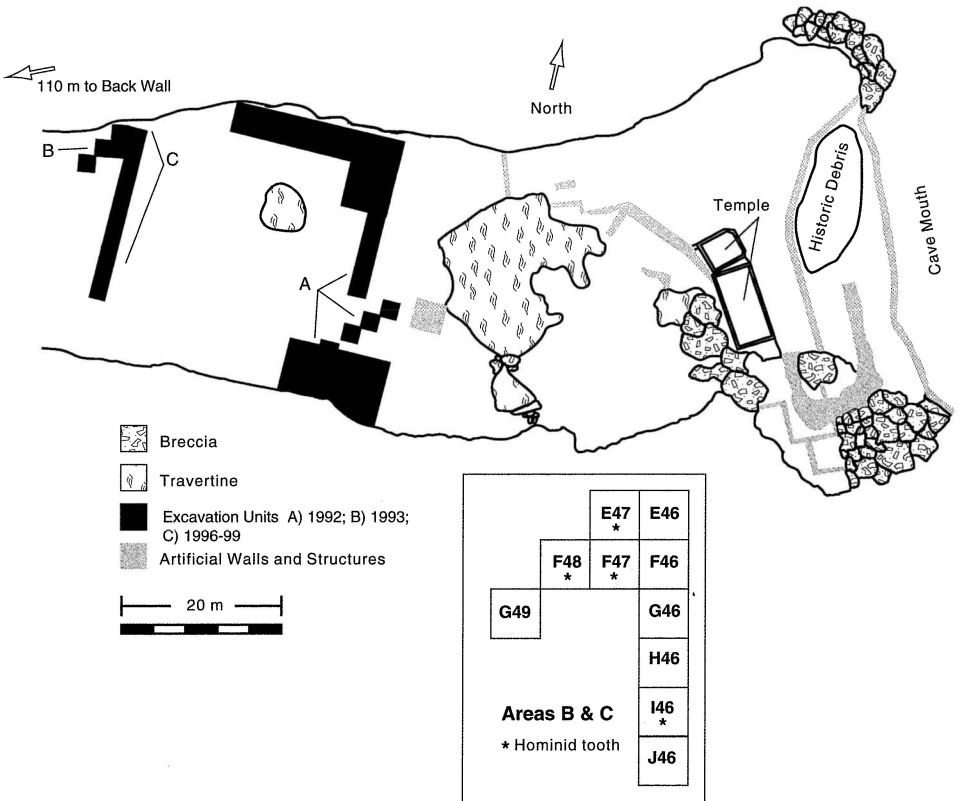 110 m to Back Wall
North
B
C
A
Temple
Historic Debris
Cave Mouth
Breccia
Travertine
Excavation Units A) 1992; B) 1993;
C) 1996-99
Artificial Walls and Structures
20 m
E47 E46
*
F48 F47 F46
* *
G49 G46
H46
I46
*
J46
Areas B & C
* Hominid tooth